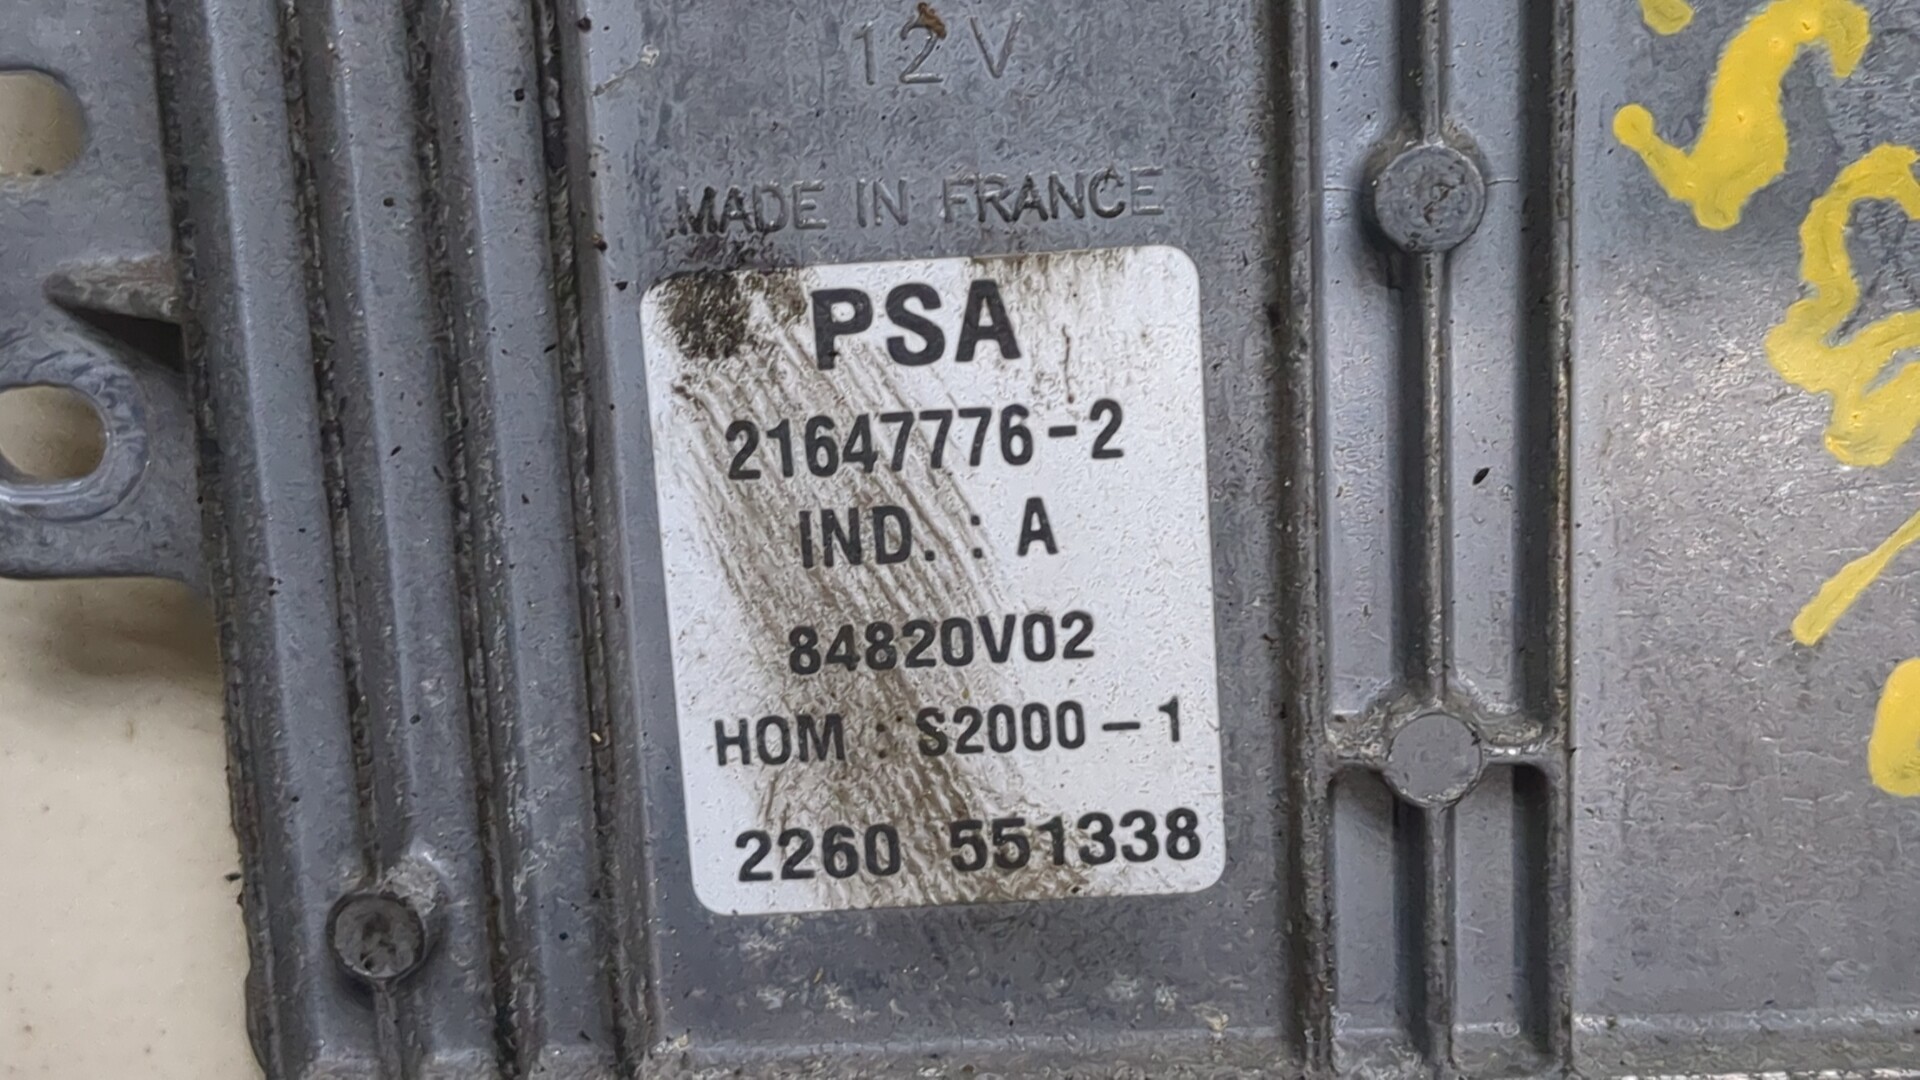 12V
MADE IN FRANCE
PSA
21647776-2
IND. : A
84820V02
HOM : S2000-1
2260 551338